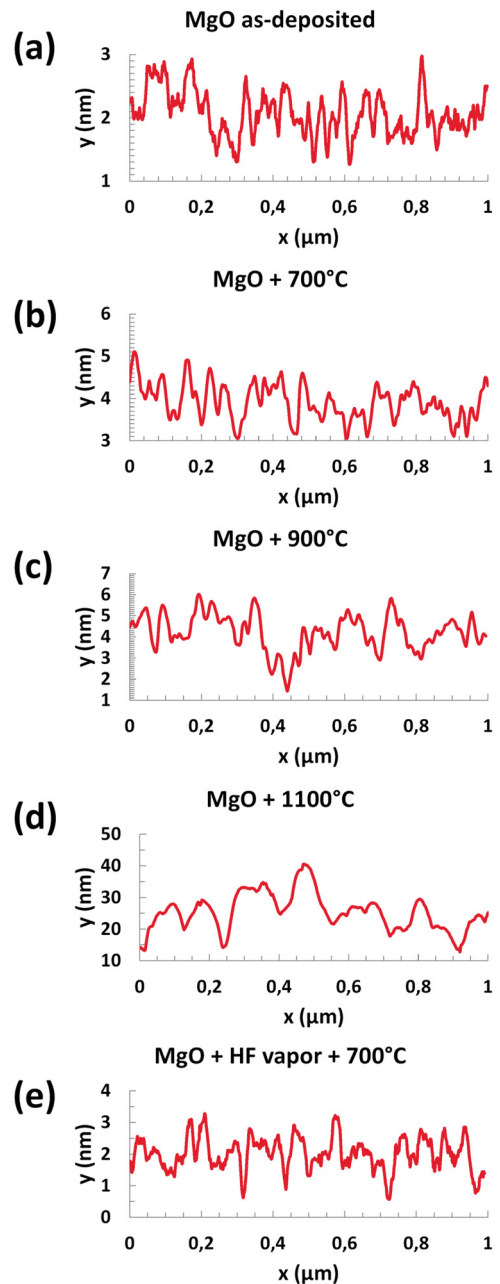 MgO as-deposited
(a)
3
2
1
y (nm)
0 0,2 0,4 0,6 0,8 1
x (µm)
MgO + 700°C
(b)
6
5
4
3
y (nm)
0 0,2 0,4 0,6 0,8 1
x (µm)
MgO + 900°C
(c)
7
6
5
4
3
2
1
y (nm)
0 0,2 0,4 0,6 0,8 1
x (µm)
MgO + 1100°C
(d)
50
40
30
20
10
y (nm)
0 0,2 0,4 0,6 0,8 1
x (µm)
MgO + HF vapor + 700°C
(e)
4
3
2
1
0
y (nm)
0 0,2 0,4 0,6 0,8 1
x (µm)